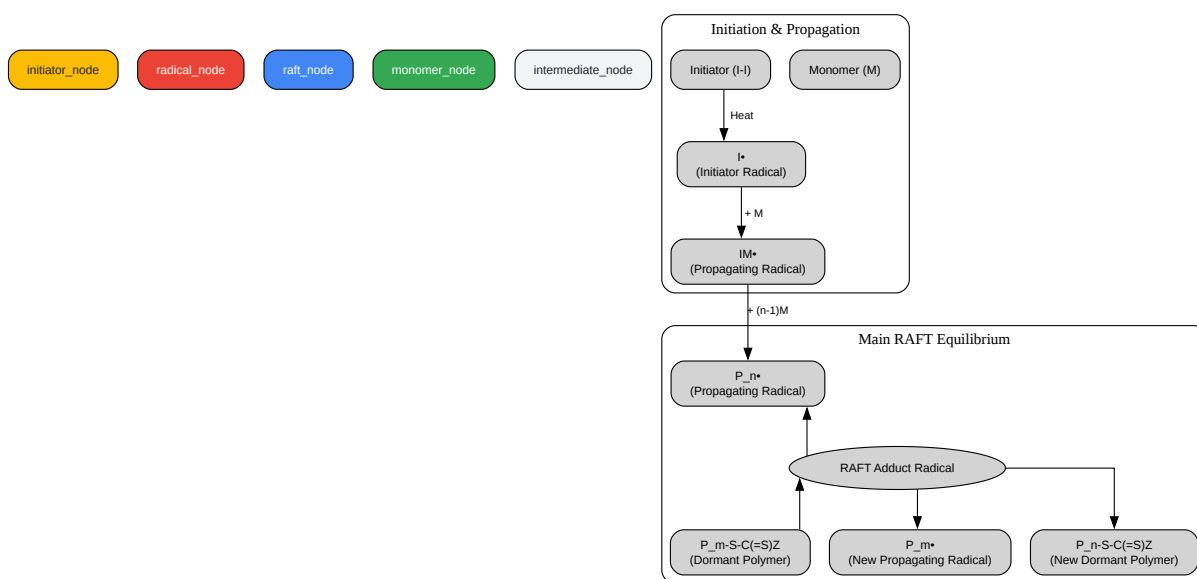 Initiation & Propagation
initiator_node
radical_node
raft_node
monomer_node
intermediate_node
Initiator (I-I)
Monomer (M)
Heat
I•
(Initiator Radical)
+ M
IM•
(Propagating Radical)
+ (n-1)M
Main RAFT Equilibrium
P_n•
(Propagating Radical)
RAFT Adduct Radical
P_m-S-C(=S)Z
(Dormant Polymer)
P_m•
(New Propagating Radical)
P_n-S-C(=S)Z
(New Dormant Polymer)